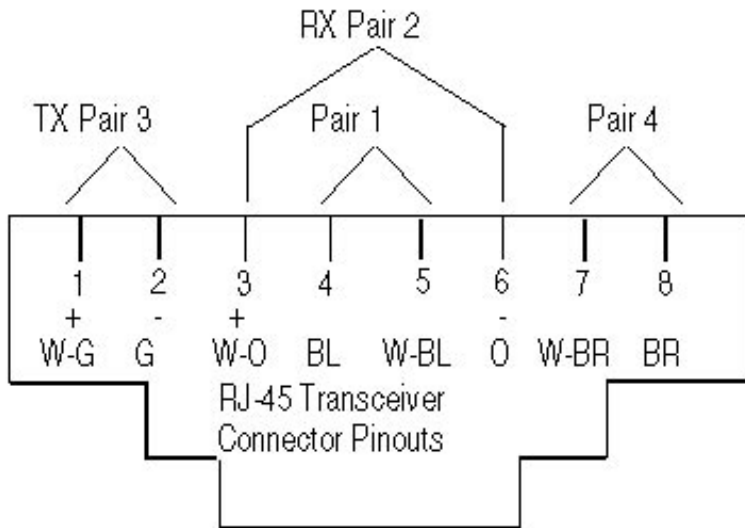 RX Pair 2
TX Pair 3 Pair 1 Pair 4
1 2 3 4 5 6 7 8
+ - + -
W-G G W-O BL W-BL O W-BR BR
RJ-45 Transceiver
Connector Pinouts